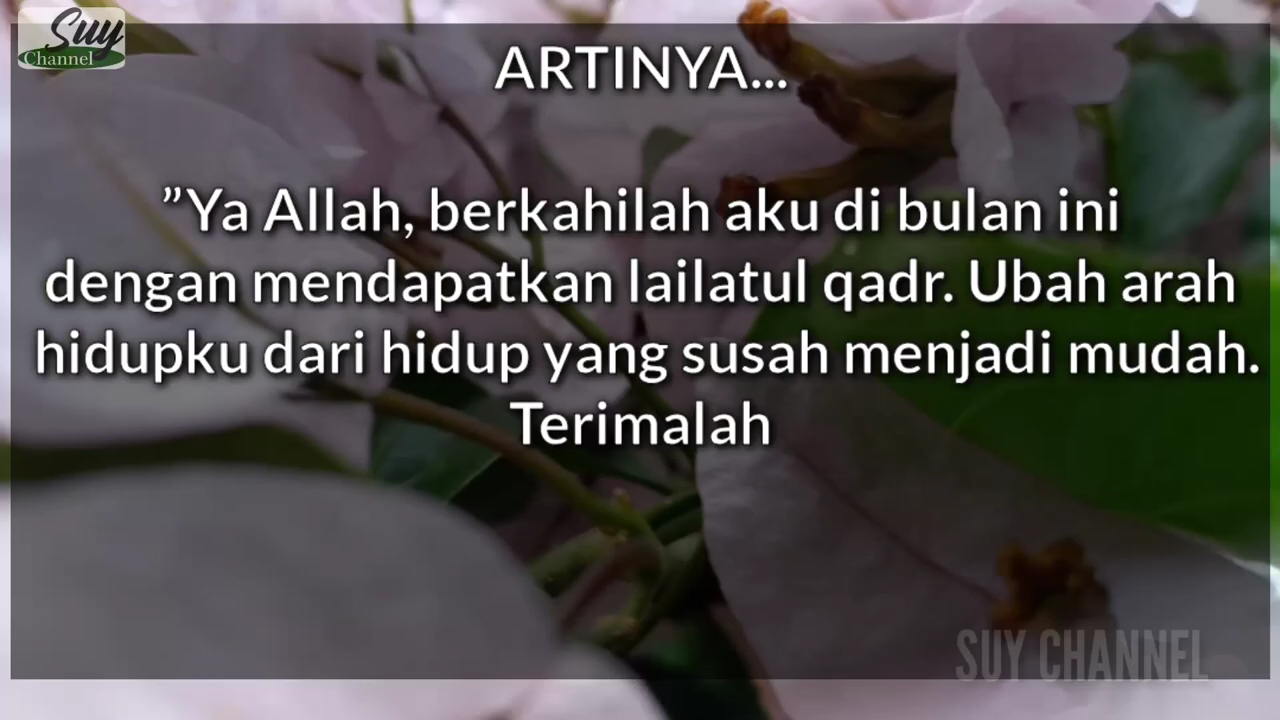 Suy
Channel
ARTINYA...
”Ya Allah, berkahilah aku di bulan ini
dengan mendapatkan lailatul qadr. Ubah arah
hidupku dari hidup yang susah menjadi mudah.
Terimalah
SUY CHANNEL